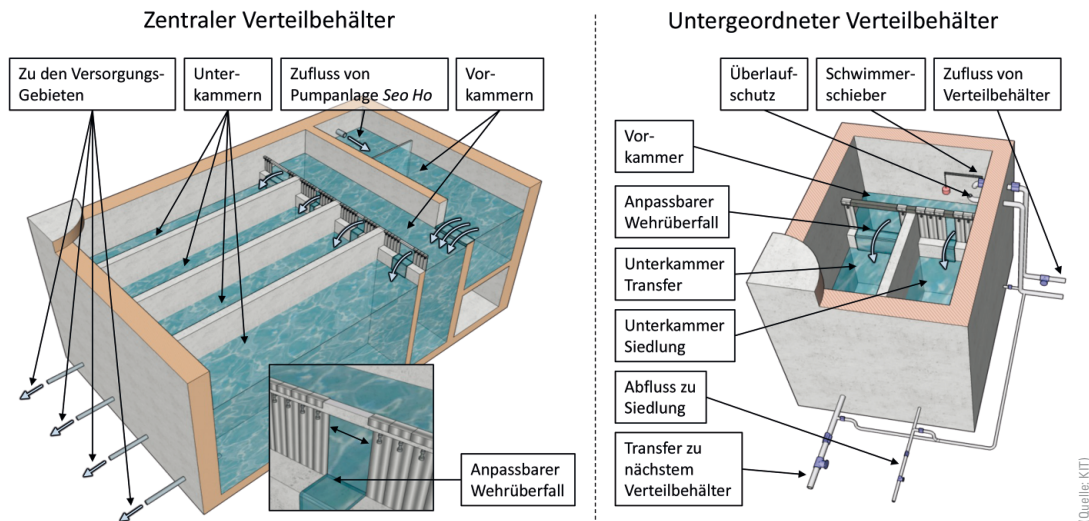 Zentraler Verteilbehälter
Zu den Versorgungs-
Gebieten
Unter-
kammern
Zufluss von
Pumpanlage Seo Ho
Vor-
kammern
Anpassbarer
Wehrüberfall
Untergeordneter Verteilbehälter
Überlauf-
schutz
Schwimmer-
schieber
Zufluss von
Verteilbehälter
Vor-
kammer
Anpassbarer
Wehrüberfall
Unterkammer
Transfer
Unterkammer
Siedlung
Abfluss zu
Siedlung
Transfer zu
nächstem
Verteilbehälter
(Quelle: KIT)